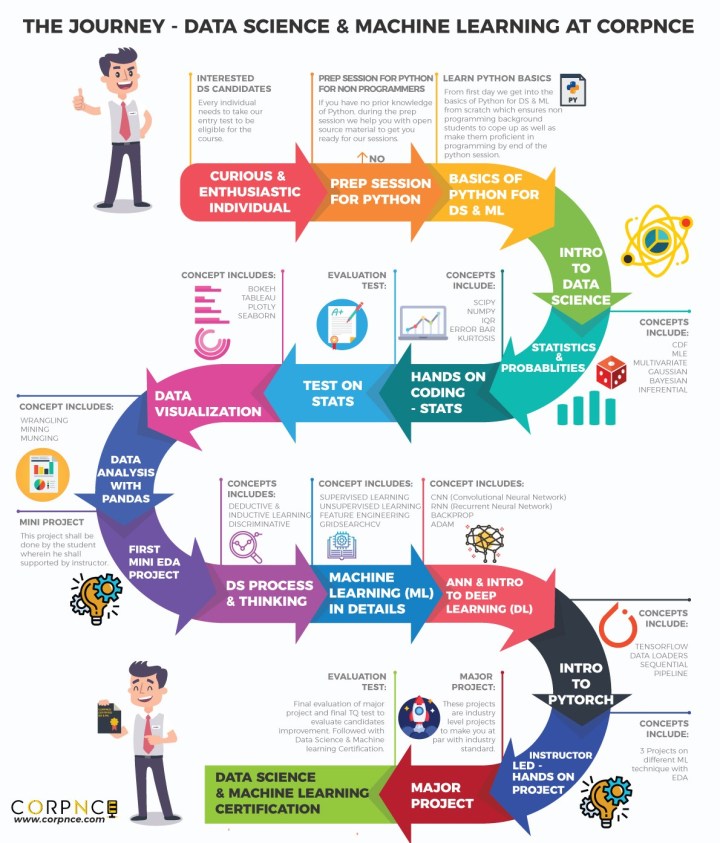 THE JOURNEY - DATA SCIENCE & MACHINE LEARNING AT CORPNCE
INTERESTED
DS CANDIDATES
Every individual
needs to take our
entry test to be
eligible for the
course.
PREP SESSION FOR PYTHON
FOR NON PROGRAMMERS
If you have no prior knowledge
of Python, during the prep
session we help you with open
source material to get you
ready for our sessions.
NO
LEARN PYTHON BASICS
From first day we get into the
basics of Python for DS & ML
from scratch which ensures non
programming background
students to cope up as well as
make them proficient in
programming by end of the
python session.
PY
CURIOUS &
ENTHUSIASTIC
INDIVIDUAL
PREP SESSION
FOR PYTHON
BASICS OF
PYTHON FOR
DS & ML
INTRO
TO
DATA
SCIENCE
CONCEPT INCLUDES:
BOKEH
TABLEAU
PLOTLY
SEABORN
EVALUATION
TEST:
A+
CONCEPTS
INCLUDE:
SCIPY
NUMPY
IQR
ERROR BAR
KURTOSIS
CONCEPTS
INCLUDE:
CDF
MLE
MULTIVARIATE
GAUSSIAN
BAYESIAN
INFERENTIAL
STATISTICS
&
PROBABLITIES
HANDS ON
CODING
- STATS
TEST ON
STATS
DATA
VISUALIZATION
CONCEPT INCLUDES:
WRANGLING
MINING
MUNGING
DATA
ANALYSIS
WITH
PANDAS
MINI PROJECT
This project shall be
done by the student
wherein he shall
supported by instructor.
FIRST
MINI EDA
PROJECT
CONCEPTS
INCLUDES:
DEDUCTIVE &
INDUCTIVE LEARNING
DISCRIMINATIVE
CONCEPT INCLUDES:
SUPERVISED LEARNING
UNSUPERVISED LEARNING
FEATURE ENGINEERING
GRIDSEARCHCV
CONCEPT INCLUDES:
CNN (Convolutional Neural Network)
RNN (Recurrent Neural Network)
BACKPROP
ADAM
DS PROCESS
& THINKING
MACHINE
LEARNING (ML)
IN DETAILS
ANN & INTRO
TO DEEP
LEARNING (DL)
CONCEPTS
INCLUDE:
TENSORFLOW
DATA LOADERS
SEQUENTIAL
PIPELINE
INTRO
TO
PYTORCH
EVALUATION
TEST:
Final evaluation of major
project and final TQ test to
evaluate candidates
improvement. Followed with
Data Science & Machine
learning Certification.
MAJOR
PROJECT:
These projects
are industry
level projects
to make you at
par with industry
standard.
CONCEPTS
INCLUDE:
3 Projects on
different ML
technique with
EDA
INSTRUCTOR
LED -
HANDS ON
PROJECT
MAJOR
PROJECT
DATA SCIENCE
& MACHINE LEARNING
CERTIFICATION
CORPNCE
www.corpnce.com